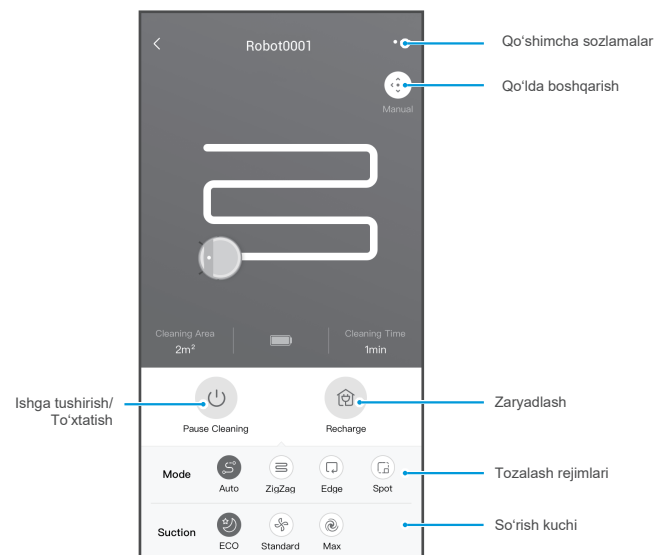 Robot0001
Qo‘shimcha sozlamalar
Qo‘lda boshqarish
Manual
Cleaning Area
2m²
Cleaning Time
1min
Ishga tushirish/
To‘xtatish
Pause Cleaning
Recharge
Zaryadlash
Mode
Auto
ZigZag
Edge
Spot
Tozalash rejimlari
Suction
ECO
Standard
Max
So‘rish kuchi